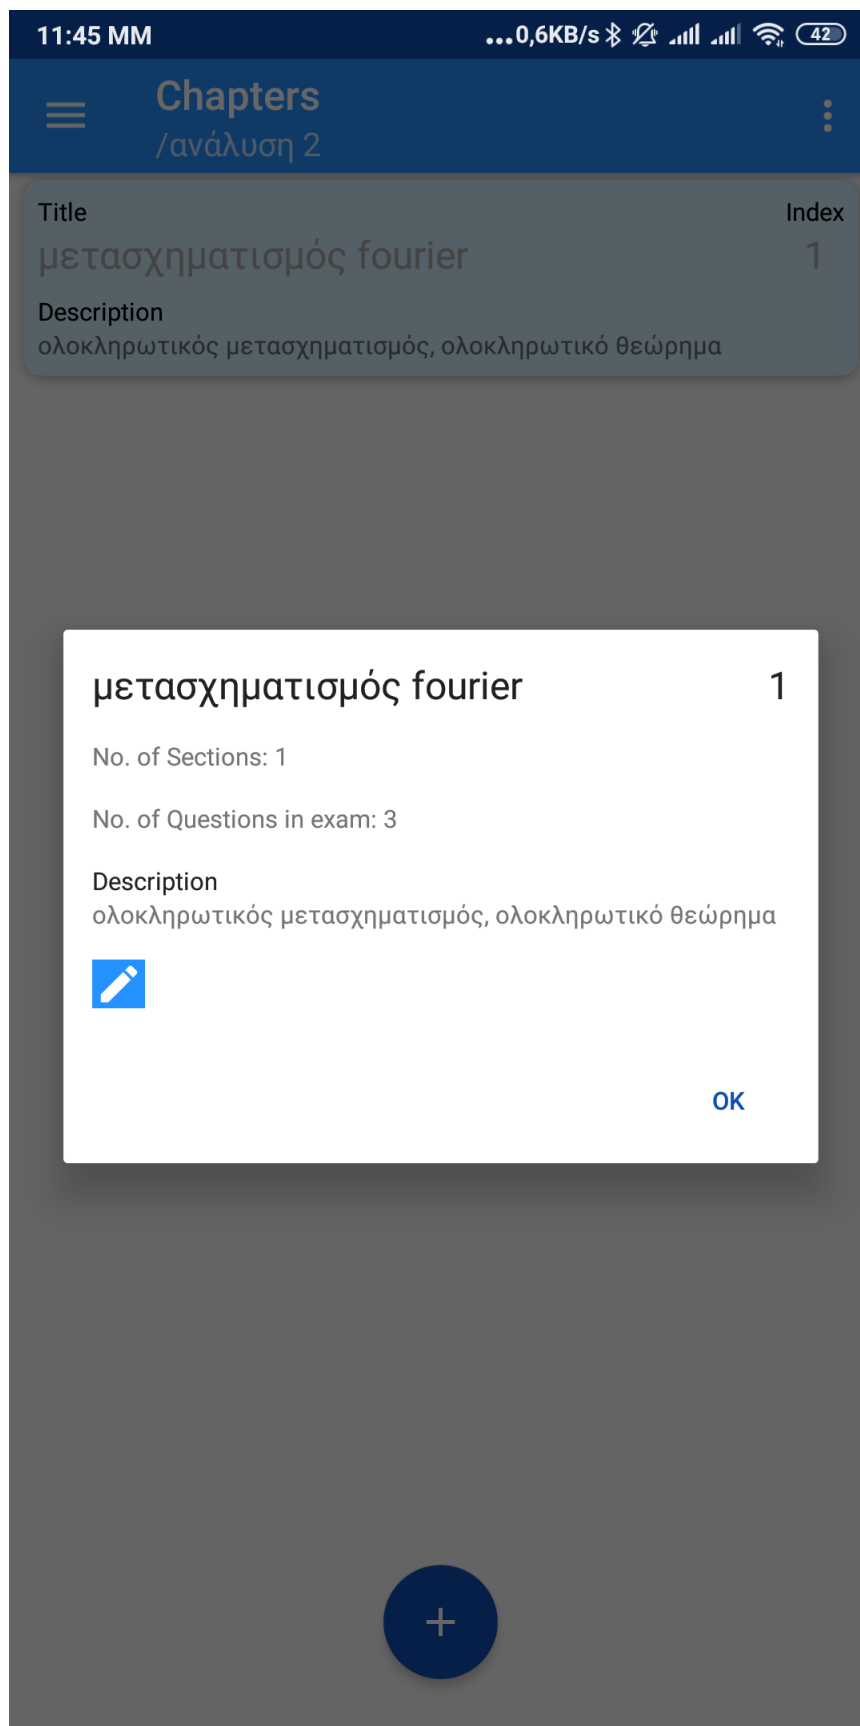 11:45 MM ...0,6KB/s 42
Chapters
/ανάλυση 2
Title Index
μετασχηματισμός fourier 1
Description
ολοκληρωτικός μετασχηματισμός, ολοκληρωτικό θεώρημα
μετασχηματισμός fourier 1
No. of Sections: 1
No. of Questions in exam: 3
Description
ολοκληρωτικός μετασχηματισμός, ολοκληρωτικό θεώρημα
OK
+